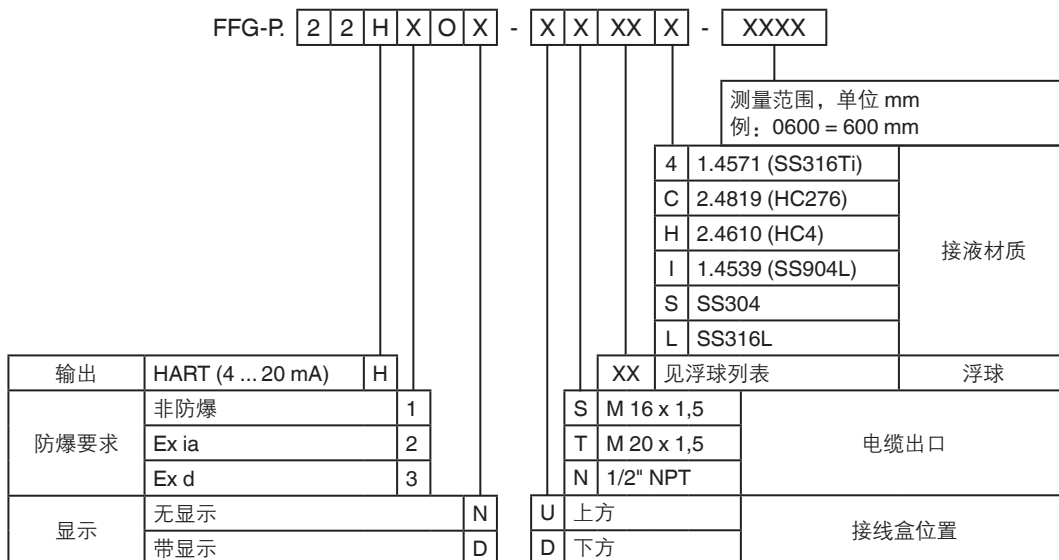 FFG-P. 2 2 H X O X - X X XX X - XXXX
测量范围，单位 mm
例：0600 = 600 mm
4 1.4571 (SS316Ti)
C 2.4819 (HC276)
H 2.4610 (HC4)
I 1.4539 (SS904L)
S SS304
L SS316L
接液材质
输出 HART (4 ... 20 mA) H
XX 见浮球列表 浮球
防爆要求
非防爆 1
Ex ia 2
Ex d 3
S M 16 x 1,5
T M 20 x 1,5
N 1/2" NPT
电缆出口
显示
无显示 N
带显示 D
U 上方
D 下方
接线盒位置